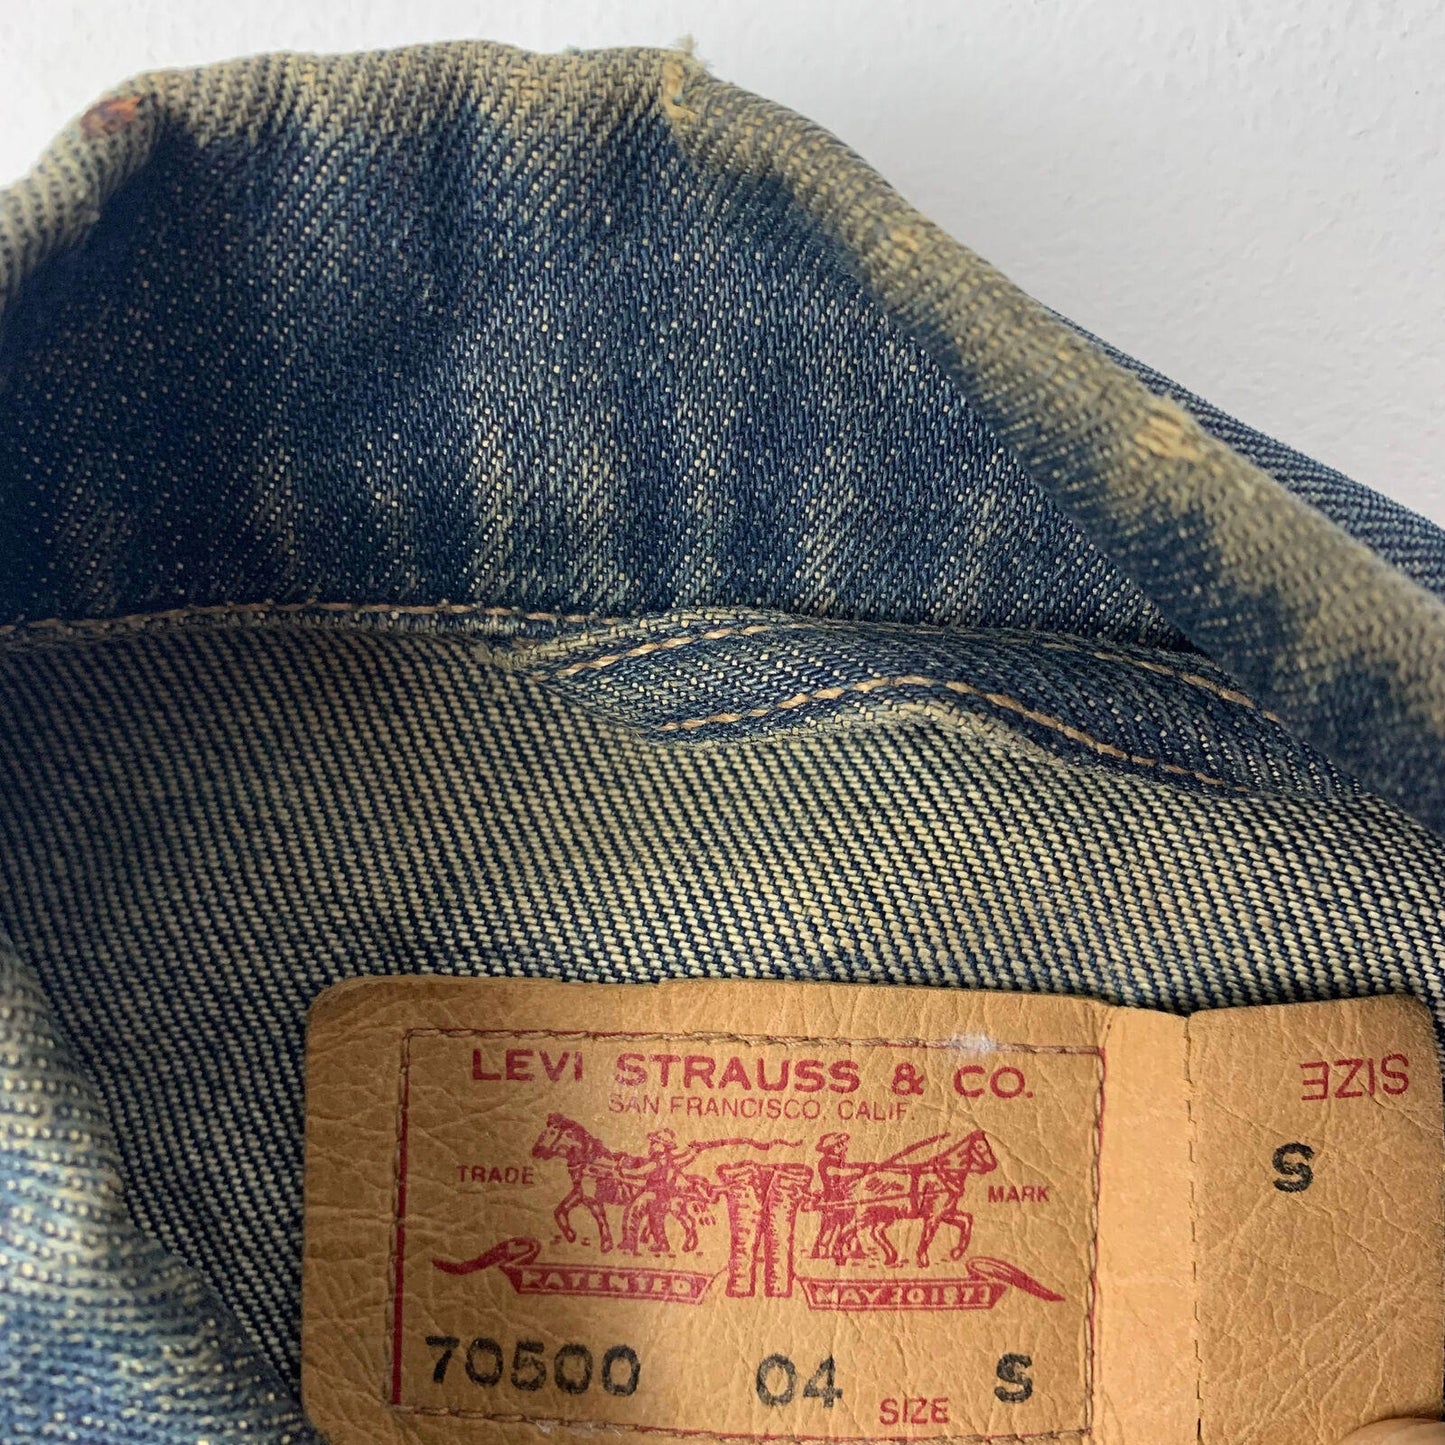 LEVI STRAUSS & CO.
SAN FRANCISCO, CALIF.
TRADE MARK
PATENTED MAY 20 1873
70500 04 SIZE S
SIZE
S